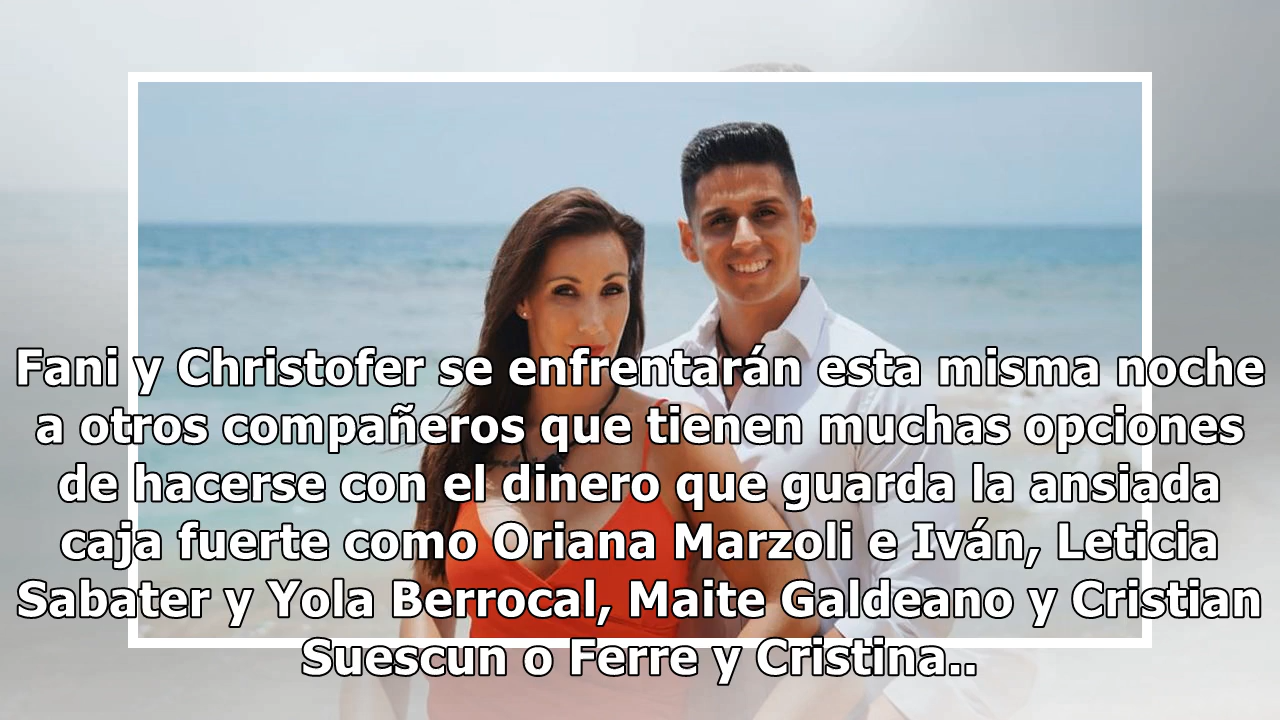 Fani y Christofer se enfrentarán esta misma noche
a otros compañeros que tienen muchas opciones
de hacerse con el dinero que guarda la ansiada
caja fuerte como Oriana Marzoli e Iván, Leticia
Sabater y Yola Berrocal, Maite Galdeano y Cristian
Suescun o Ferre y Cristina..